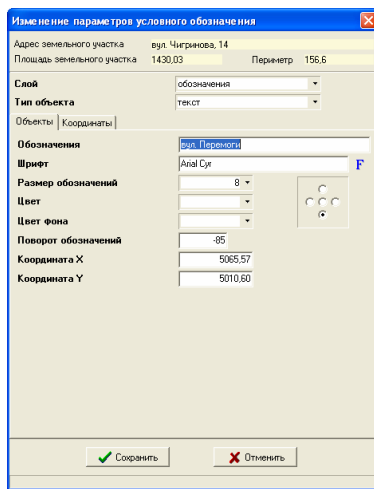 Изменение параметров условного обозначения
Адрес земельного участка вул. Чигринова, 14
Площадь земельного участка 1430,03 Периметр 156,6
Слой обозначения
Тип объекта текст
Объекты Координаты
Обозначения вул. Перемоги
Шрифт Arial Cyr F
Размер обозначений 8
Цвет
Цвет фона
Поворот обозначений -85
Координата X 5065,57
Координата Y 5010,60
Сохранить Отменить